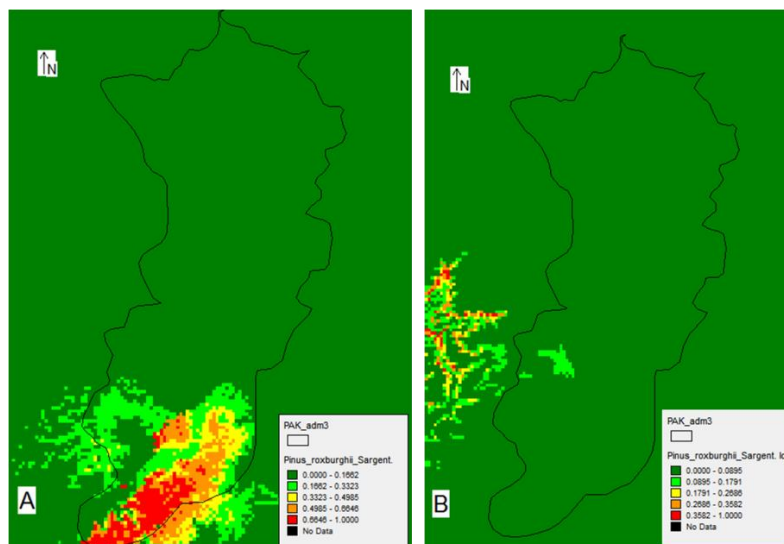 N
PAK_adm3
Pinus_roxburghii_Sargent.
0.0000 - 0.1662
0.1662 - 0.3323
0.3323 - 0.4985
0.4985 - 0.6646
0.6646 - 1.0000
No Data
A
N
PAK_adm3
Pinus_roxburghii_Sargent. lo
0.0000 - 0.0895
0.0895 - 0.1791
0.1791 - 0.2686
0.2686 - 0.3582
0.3582 - 1.0000
No Data
B